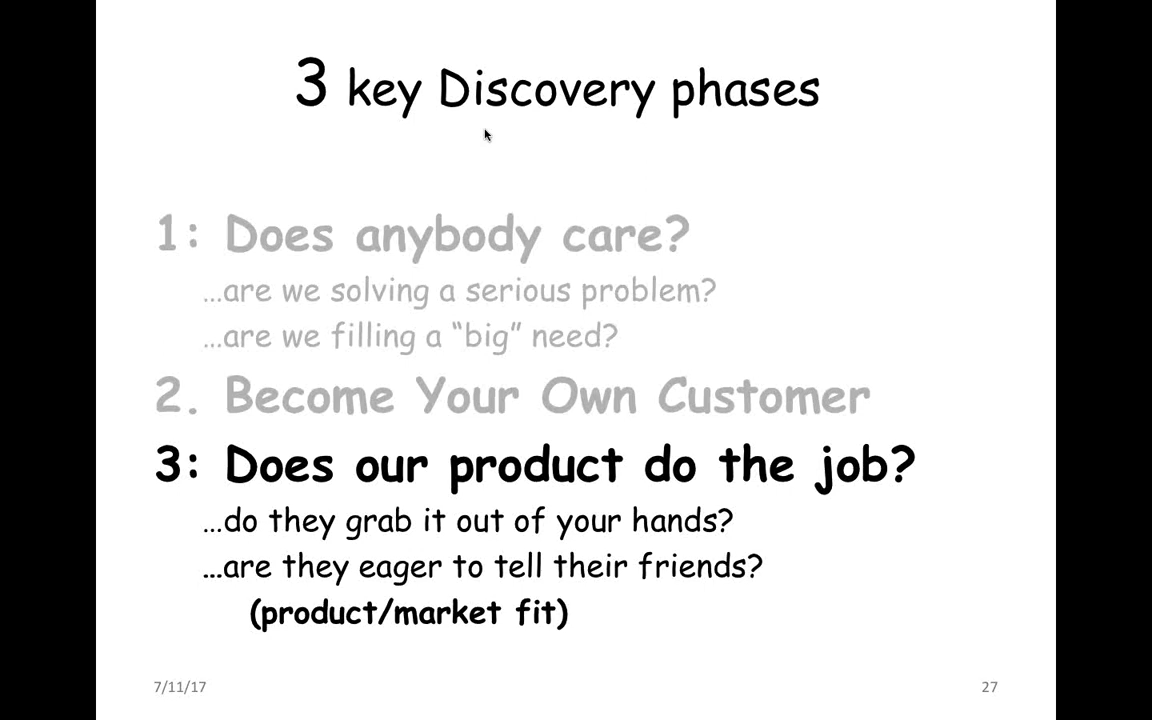 3 key Discovery phases
1: Does anybody care?
...are we solving a serious problem?
...are we filling a “big” need?
2. Become Your Own Customer
3: Does our product do the job?
...do they grab it out of your hands?
...are they eager to tell their friends?
(product/market fit)
7/11/17
27